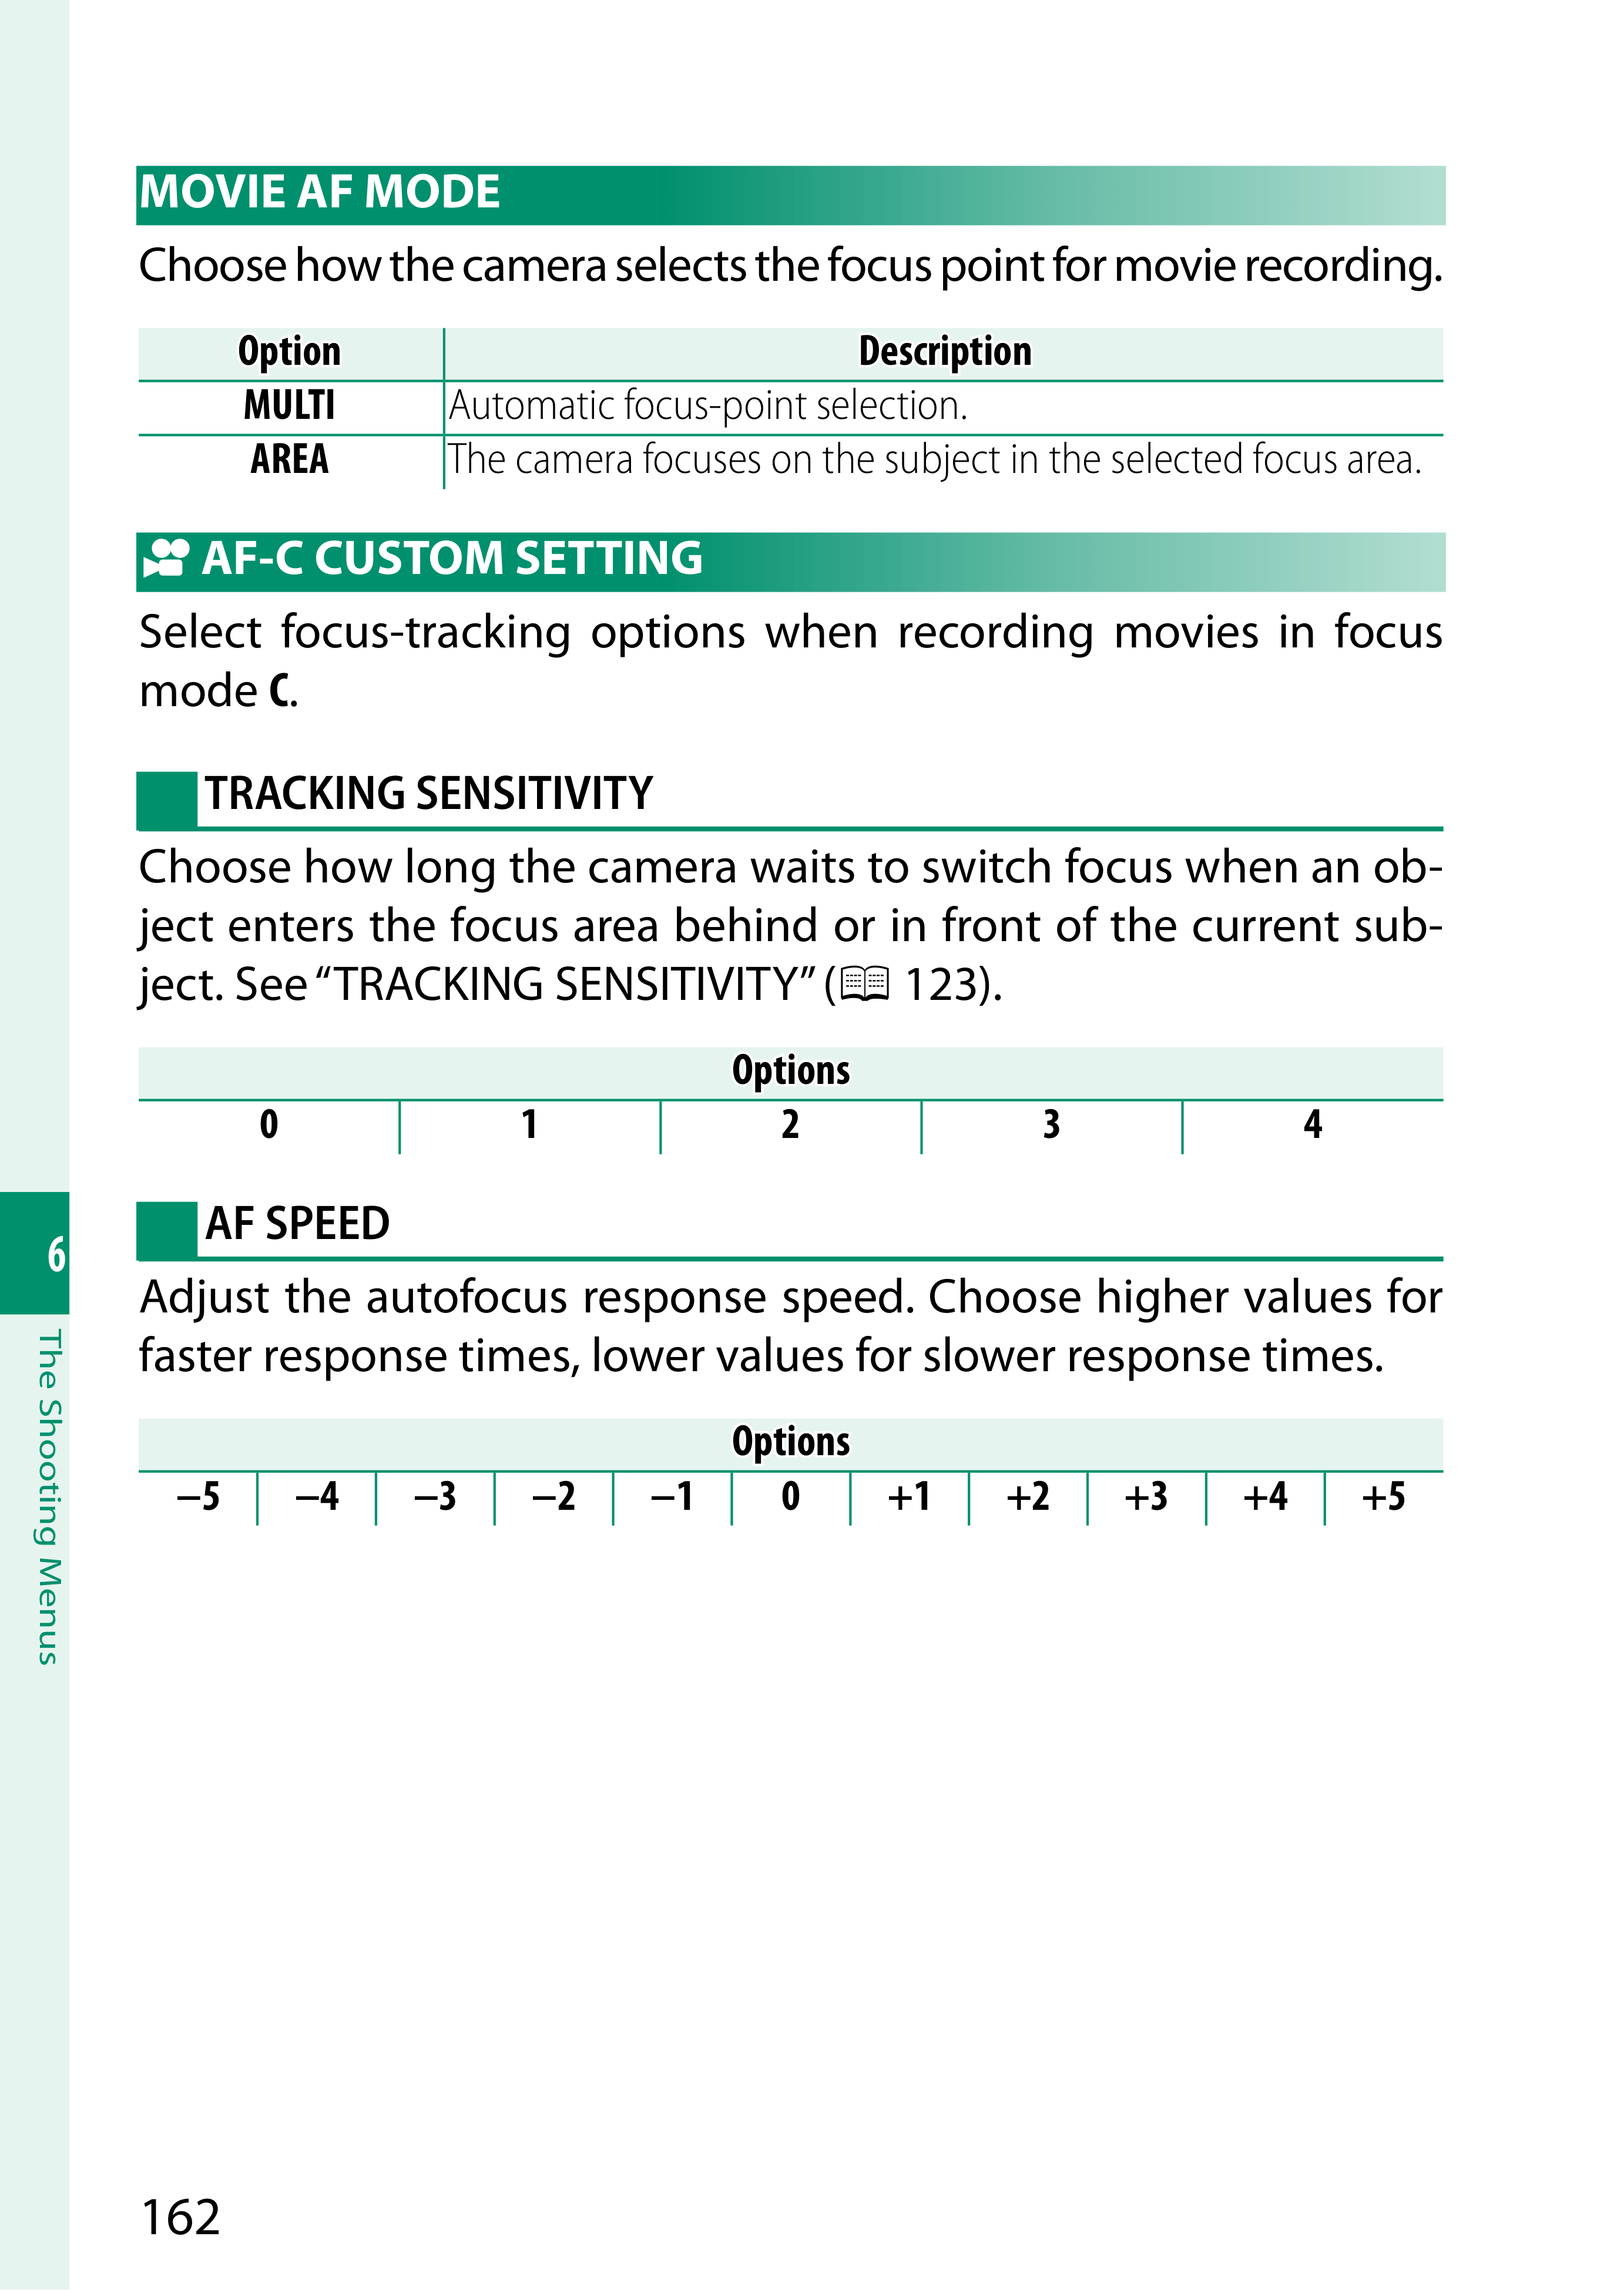 MOVIE AF MODE
Choose how the camera selects the focus point for movie recording.
Option Description
MULTI Automatic focus-point selection.
AREA The camera focuses on the subject in the selected focus area.
AF-C CUSTOM SETTING
Select focus-tracking options when recording movies in focus
mode C.
TRACKING SENSITIVITY
Choose how long the camera waits to switch focus when an ob-
ject enters the focus area behind or in front of the current sub-
ject. See “TRACKING SENSITIVITY” ( 123).
Options
0 1 2 3 4
AF SPEED
Adjust the autofocus response speed. Choose higher values for
faster response times, lower values for slower response times.
Options
−5 −4 −3 −2 −1 0 +1 +2 +3 +4 +5
6
The Shooting Menus
162